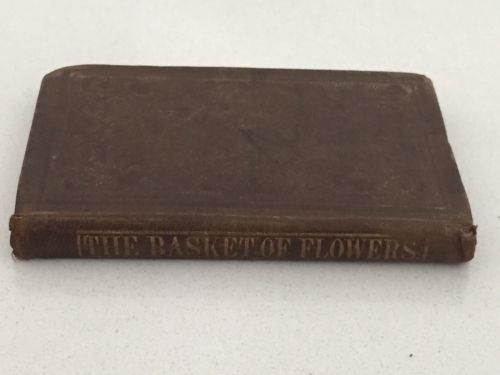 THE BASKET OF FLOWERS.